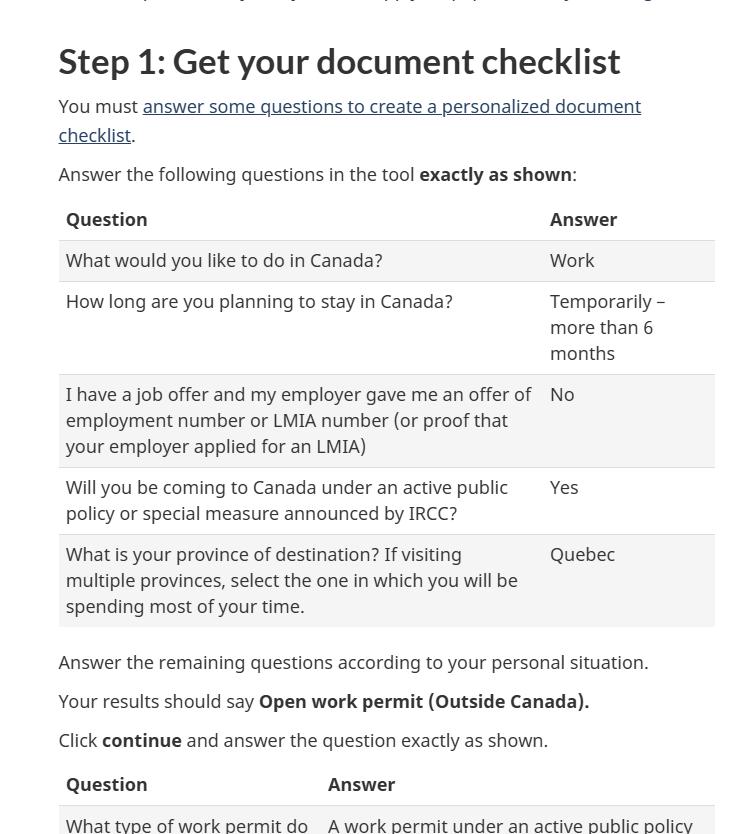 Step 1: Get your document checklist
You must answer some questions to create a personalized document
checklist.
Answer the following questions in the tool exactly as shown:
Question Answer
What would you like to do in Canada? Work
How long are you planning to stay in Canada? Temporarily –
more than 6
months
I have a job offer and my employer gave me an offer of No
employment number or LMIA number (or proof that
your employer applied for an LMIA)
Will you be coming to Canada under an active public Yes
policy or special measure announced by IRCC?
What is your province of destination? If visiting Quebec
multiple provinces, select the one in which you will be
spending most of your time.
Answer the remaining questions according to your personal situation.
Your results should say Open work permit (Outside Canada).
Click continue and answer the question exactly as shown.
Question Answer
What type of work permit do A work permit under an active public policy